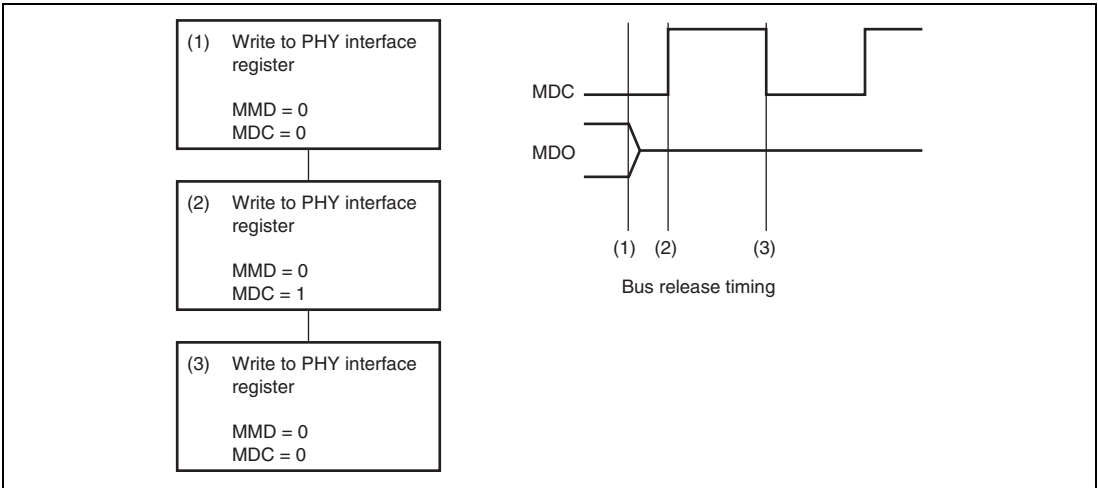 (1) Write to PHY interface
register
MMD = 0
MDC = 0
(2) Write to PHY interface
register
MMD = 0
MDC = 1
(3) Write to PHY interface
register
MMD = 0
MDC = 0
MDC
MDO
(1) (2) (3)
Bus release timing